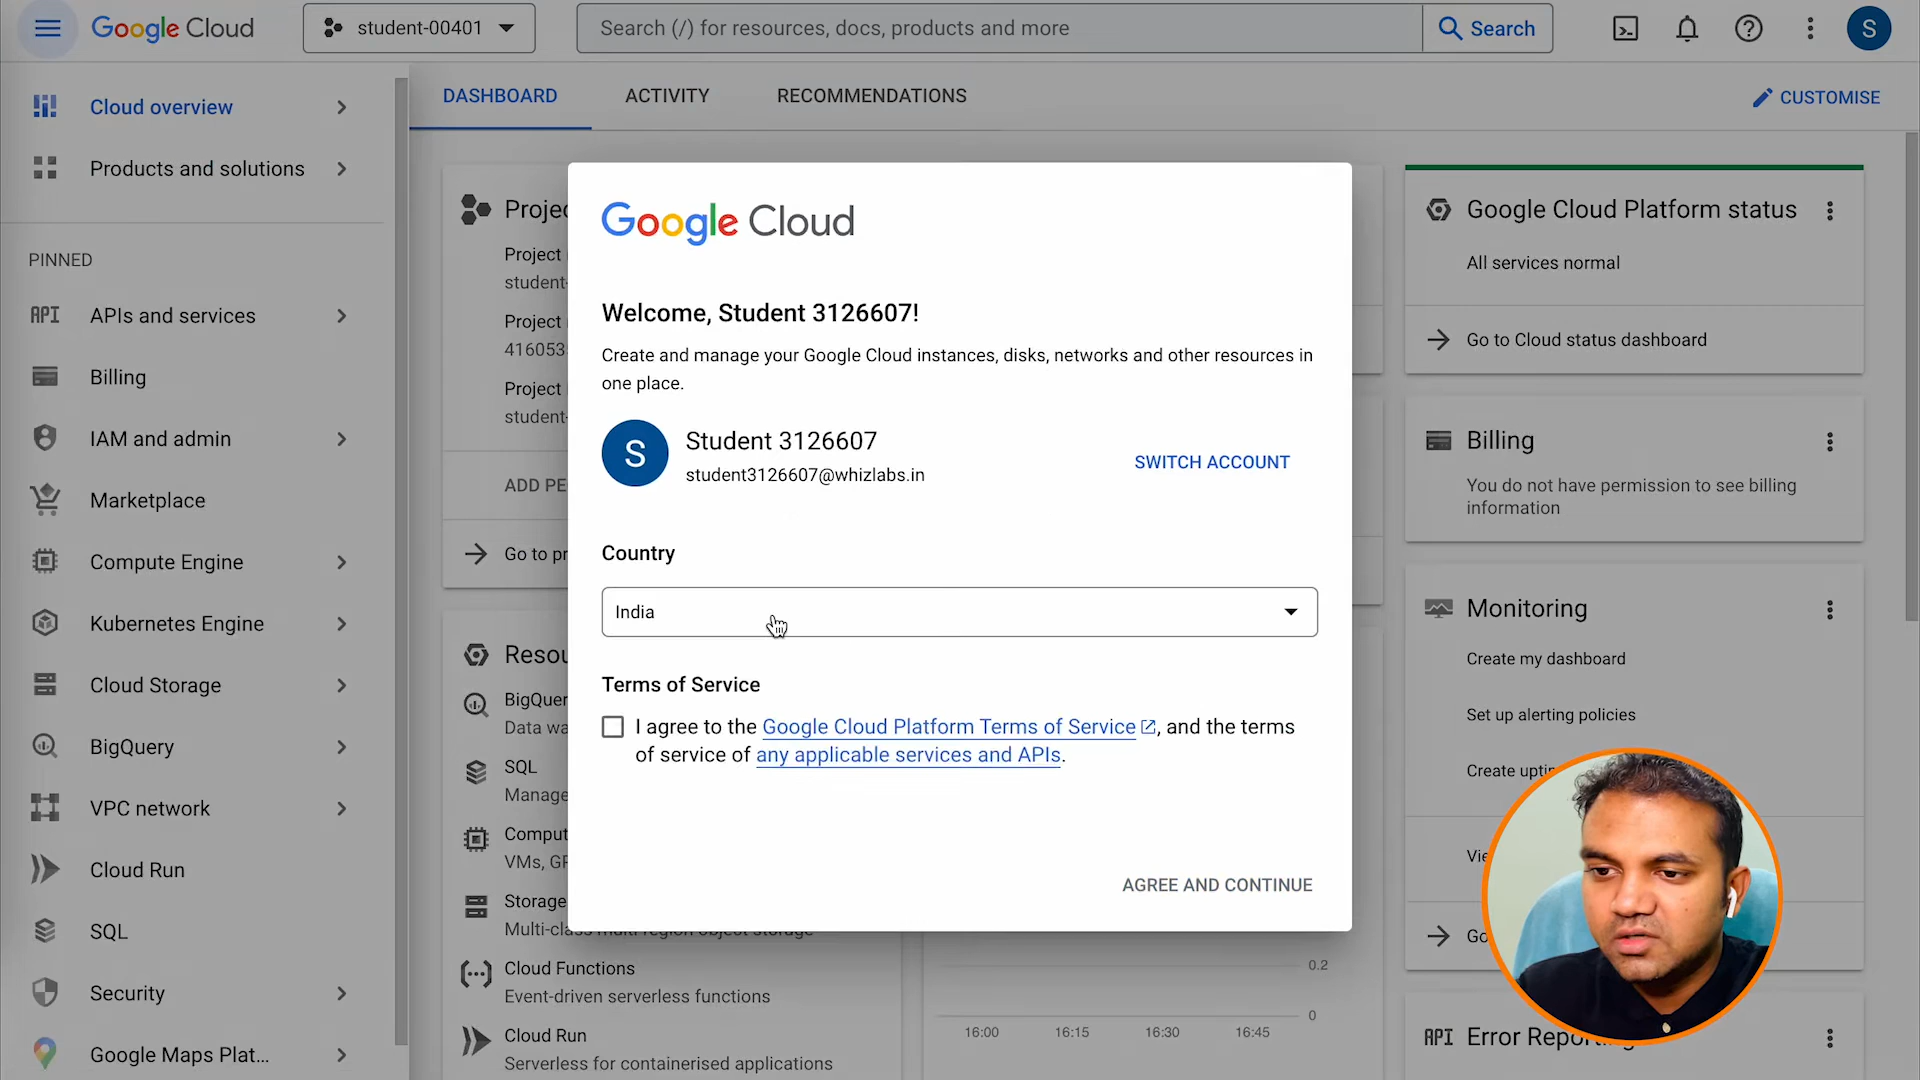 Google Cloud
student-00401
Search (/) for resources, docs, products and more
Search
S
Cloud overview
Products and solutions
PINNED
API APIs and services
Billing
IAM and admin
Marketplace
Compute Engine
Kubernetes Engine
Cloud Storage
BigQuery
VPC network
Cloud Run
SQL
Security
Google Maps Plat...
DASHBOARD
ACTIVITY
RECOMMENDATIONS
CUSTOMISE
Project
student-
Project
41605
Project
student-
ADD PE
Go to pr
Resou
BigQuer
Data wa
SQL
Manage
Comput
VMs, GP
Storage
Multi-class multi-region object storage
Cloud Functions
Event-driven serverless functions
Cloud Run
Serverless for containerised applications
Google Cloud
Welcome, Student 3126607!
Create and manage your Google Cloud instances, disks, networks and other resources in
one place.
S
Student 3126607
student3126607@whizlabs.in
SWITCH ACCOUNT
Country
India
Terms of Service
I agree to the Google Cloud Platform Terms of Service, and the terms
of service of any applicable services and APIs.
AGREE AND CONTINUE
0.2
0
16:00
16:15
16:30
16:45
Google Cloud Platform status
All services normal
Go to Cloud status dashboard
Billing
You do not have permission to see billing
information
Monitoring
Create my dashboard
Set up alerting policies
Create upti
Vie
Go
API Error Reporting